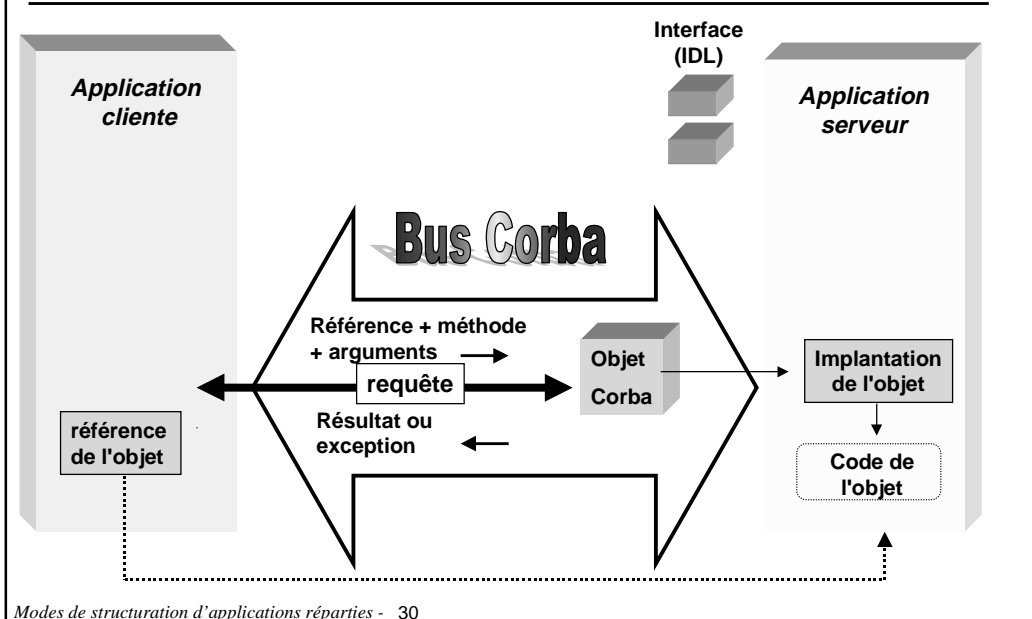 Interface
(IDL)
Application
cliente
Application
serveur
Bus Corba
Référence + méthode
+ arguments
requête
Résultat ou
exception
Objet
Corba
Implantation
de l'objet
Code de
l'objet
référence
de l'objet
Modes de structuration d'applications réparties - 30